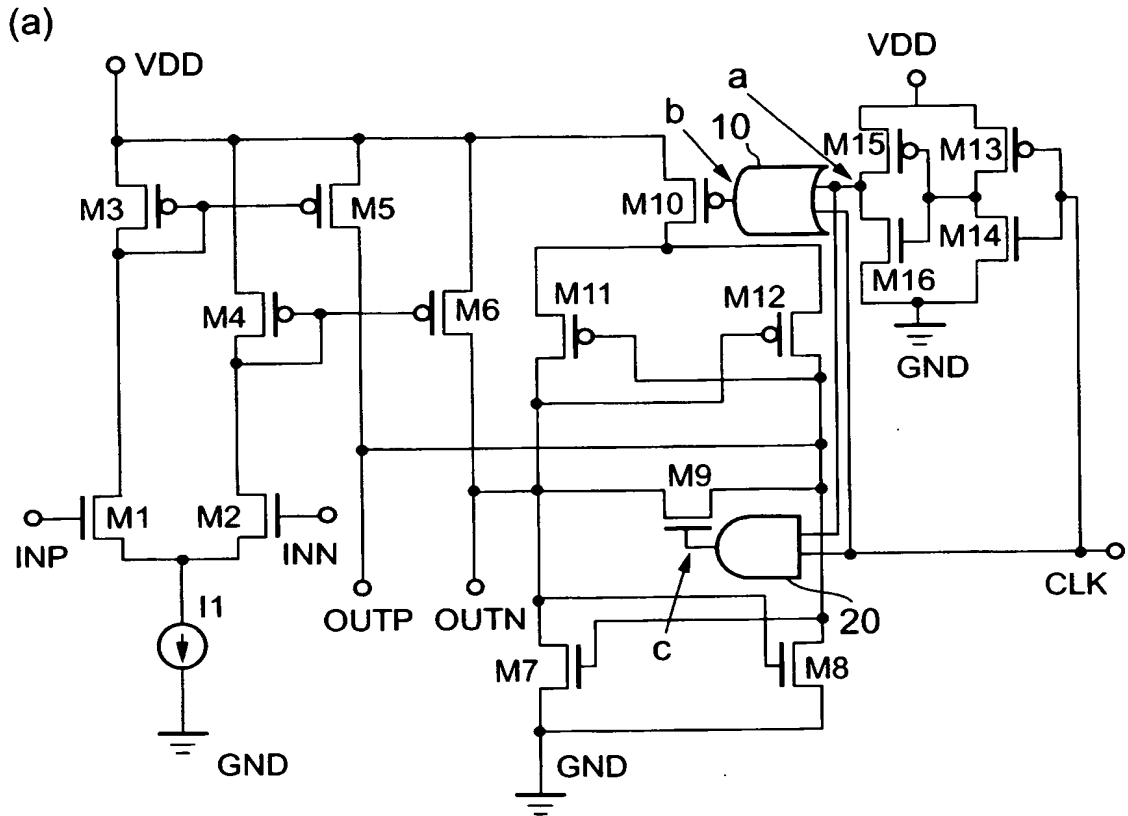 (a)
VDD
VDD
a
b
10
M15
M13
M3
M5
M10
M14
M16
M11
M12
M4
M6
GND
M9
M1
M2
INP
INN
CLK
I1
OUTP
OUTN
20
c
M7
M8
GND
GND